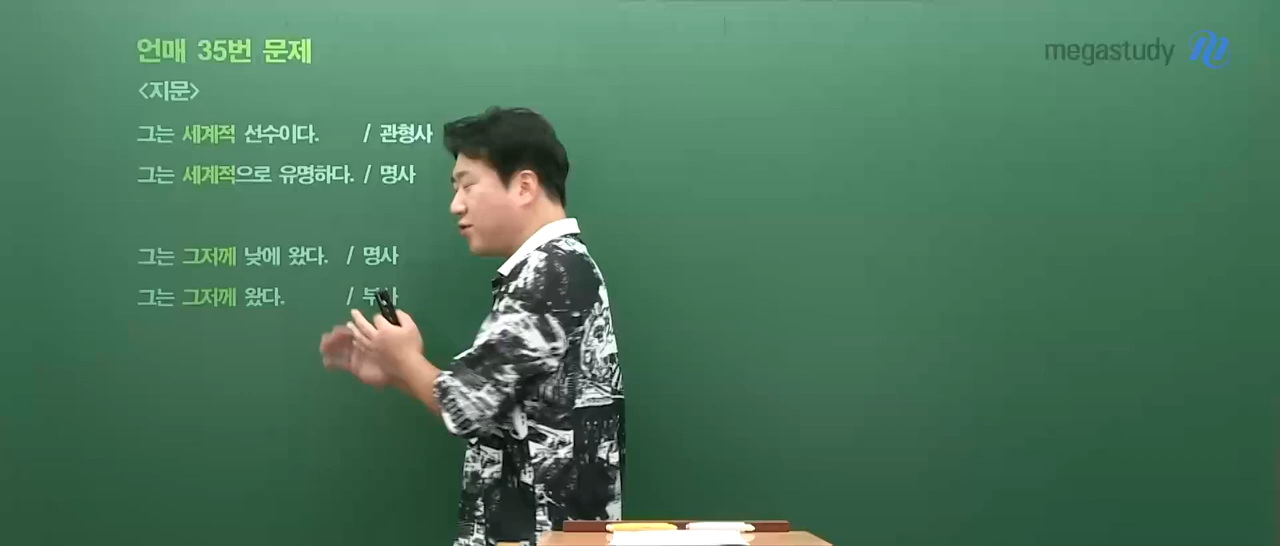 언매 35번 문제
megastudy
<지문>
그는 세계적 선수이다. / 관형사
그는 세계적으로 유명하다. / 명사
그는 그저께 낮에 왔다. / 명사
그는 그저께 왔다. / 부사